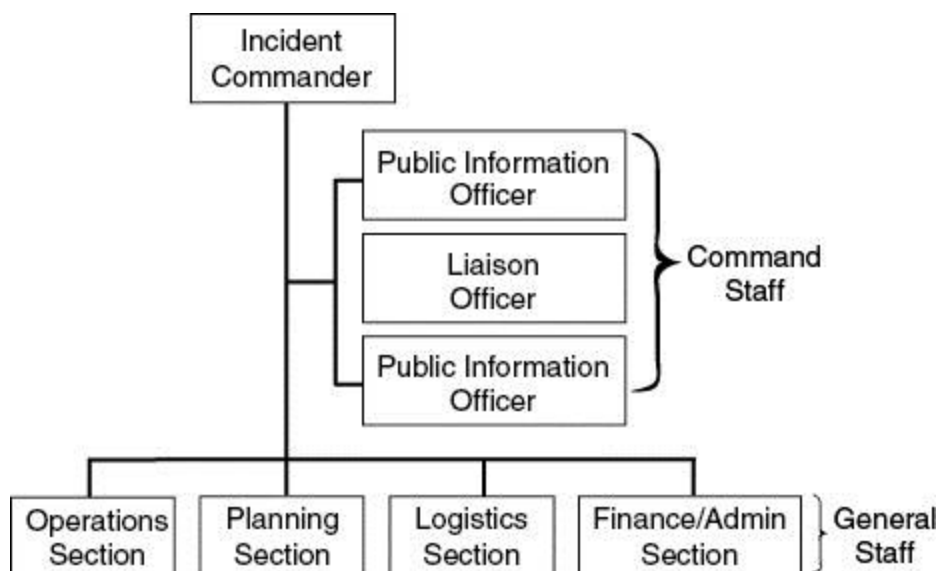 Incident
Commander
Public Information
Officer
Liaison
Officer
Public Information
Officer
Command
Staff
Operations
Section
Planning
Section
Logistics
Section
Finance/Admin
Section
General
Staff